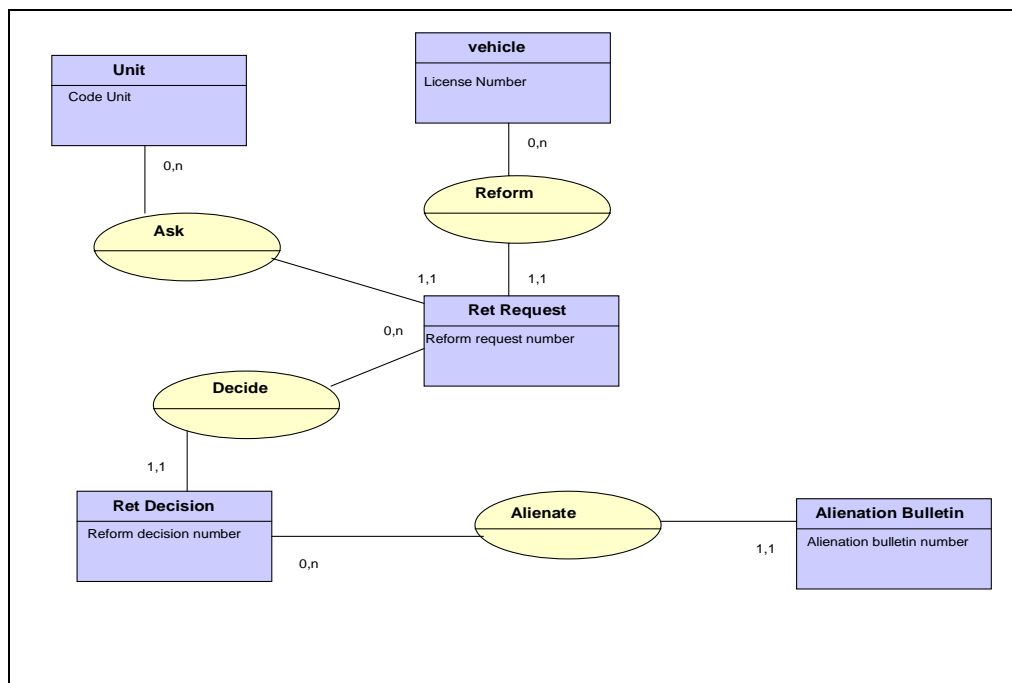 vehicle
License Number
Unit
Code Unit
0,n
0,n
Reform
Ask
1,1
1,1
Ret Request
Reform request number
0,n
Decide
1,1
Ret Decision
Reform decision number
0,n
Alienate
1,1
Alienation Bulletin
Alienation bulletin number